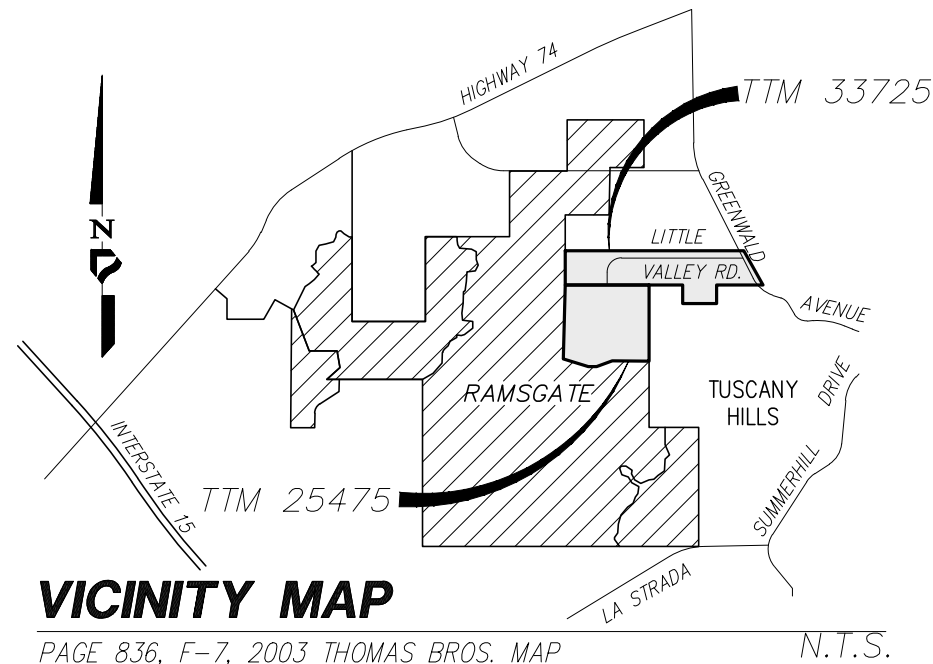 HIGHWAY 74
TTM 33725
N
GREENWALD
LITTLE
VALLEY RD.
AVENUE
RAMSGATE
TUSCANY
HILLS
DRIVE
INTERSTATE 15
TTM 25475
SUMMERHILL
LA STRADA
VICINITY MAP
PAGE 836, F-7, 2003 THOMAS BROS. MAP
N.T.S.